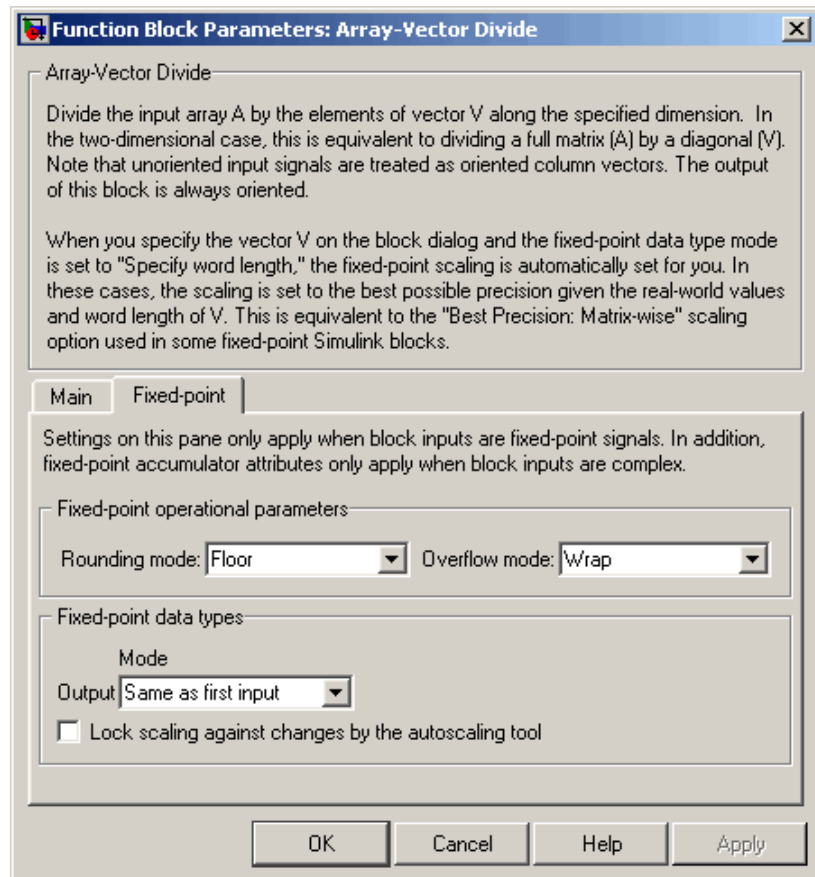 Function Block Parameters: Array-Vector Divide
Array-Vector Divide
Divide the input array A by the elements of vector V along the specified dimension. In
the two-dimensional case, this is equivalent to dividing a full matrix (A) by a diagonal (V).
Note that unoriented input signals are treated as oriented column vectors. The output
of this block is always oriented.
When you specify the vector V on the block dialog and the fixed-point data type mode
is set to "Specify word length," the fixed-point scaling is automatically set for you. In
these cases, the scaling is set to the best possible precision given the real-world values
and word length of V. This is equivalent to the "Best Precision: Matrix-wise" scaling
option used in some fixed-point Simulink blocks.
Main Fixed-point
Settings on this pane only apply when block inputs are fixed-point signals. In addition,
fixed-point accumulator attributes only apply when block inputs are complex.
Fixed-point operational parameters
Rounding mode: Floor Overflow mode: Wrap
Fixed-point data types
Mode
Output Same as first input
Lock scaling against changes by the autoscaling tool
OK Cancel Help Apply